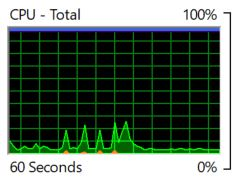 CPU - Total 100%
60 Seconds 0%